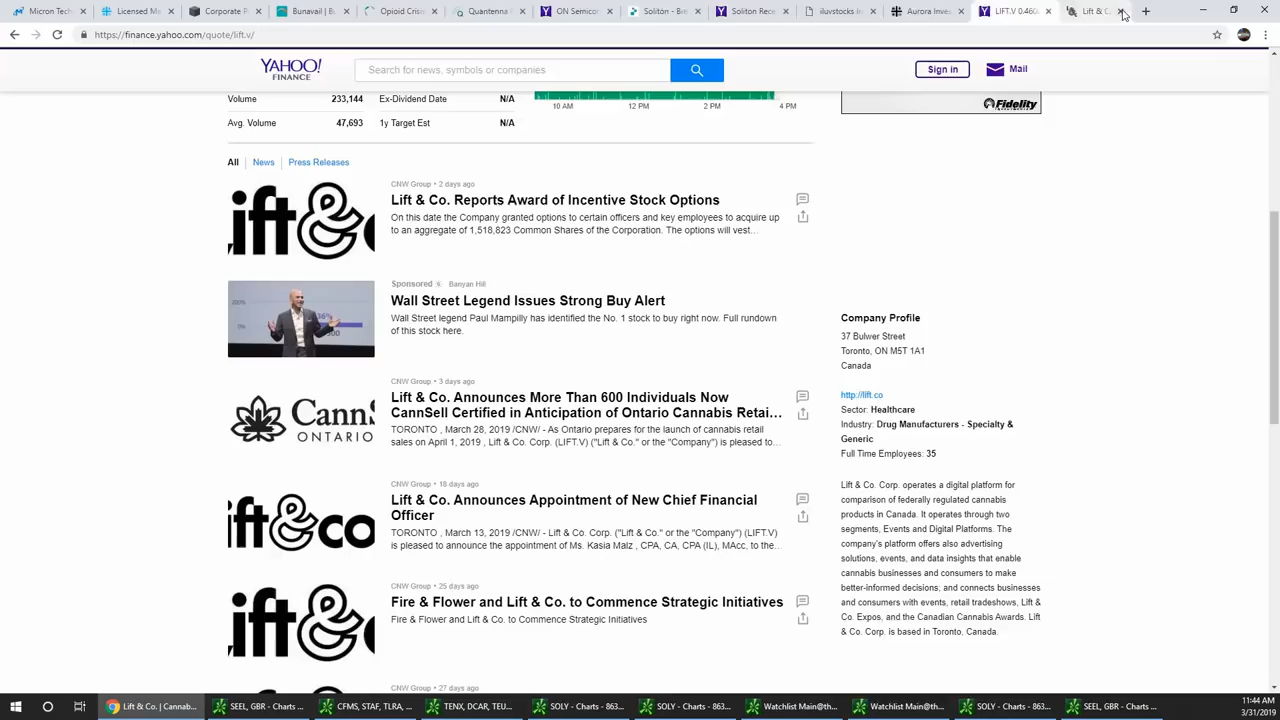 Micron Tech
Licensed Me
Corporate P
Bunavail | Bu
Opioid Crisis
Quantenna
ON Semicon
Soliton - Bre
Soliton Rece
iluvstocks in
Aurora Inves
LIFT.V 0.460
Lift & C
https://finance.yahoo.com/quote/lift.v/
YAHOO!
FINANCE
Search for news, symbols or companies
Sign in
Mail
Volume 233,144 Ex-Dividend Date N/A
Avg. Volume 47,693 1y Target Est N/A
10 AM 12 PM 2 PM 4 PM
Fidelity
All News Press Releases
CNW Group • 2 days ago
Lift & Co. Reports Award of Incentive Stock Options
On this date the Company granted options to certain officers and key employees to acquire up
to an aggregate of 1,518,823 Common Shares of the Corporation. The options will vest…
Sponsored Banyan Hill
Wall Street Legend Issues Strong Buy Alert
Wall Street legend Paul Mampilly has identified the No. 1 stock to buy right now. Full rundown
of this stock here.
CNW Group • 3 days ago
Lift & Co. Announces More Than 600 Individuals Now
CannSell Certified in Anticipation of Ontario Cannabis Retai…
TORONTO , March 28, 2019 /CNW/ - As Ontario prepares for the launch of cannabis retail
sales on April 1, 2019 , Lift & Co. Corp. (LIFT.V) ("Lift & Co." or the "Company") is pleased to…
CannS
ONTARIO
CNW Group • 18 days ago
Lift & Co. Announces Appointment of New Chief Financial
Officer
TORONTO , March 13, 2019 /CNW/ - Lift & Co. Corp. ("Lift & Co." or the "Company") (LIFT.V)
is pleased to announce the appointment of Ms. Kasia Malz , CPA, CA, CPA (IL), MAcc, to the…
ift&co
CNW Group • 25 days ago
Fire & Flower and Lift & Co. to Commence Strategic Initiatives
Fire & Flower and Lift & Co. to Commence Strategic Initiatives
ift&c
CNW Group • 27 days ago
Company Profile
37 Bulwer Street
Toronto, ON M5T 1A1
Canada
http://lift.co
Sector: Healthcare
Industry: Drug Manufacturers - Specialty &
Generic
Full Time Employees: 35
Lift & Co. Corp. operates a digital platform for
comparison of federally regulated cannabis
products in Canada. It operates through two
segments, Events and Digital Platforms. The
company's platform offers also advertising
solutions, events, and data insights that enable
cannabis businesses and consumers to make
better-informed decisions; and connects businesses
and consumers with events, retail tradeshows, Lift &
Co. Expos, and the Canadian Cannabis Awards. Lift
& Co. Corp. is based in Toronto, Canada.
Lift & Co. | Cannab...
SEEL, GBR - Charts ...
CFMS, STAF, TLRA, ...
TENX, DCAR, TEU...
SOLY - Charts - 863...
SOLY - Charts - 863...
Watchlist Main@th...
Watchlist Main@th...
SOLY - Charts - 863...
SEEL, GBR - Charts ...
11:44 AM
3/31/2019